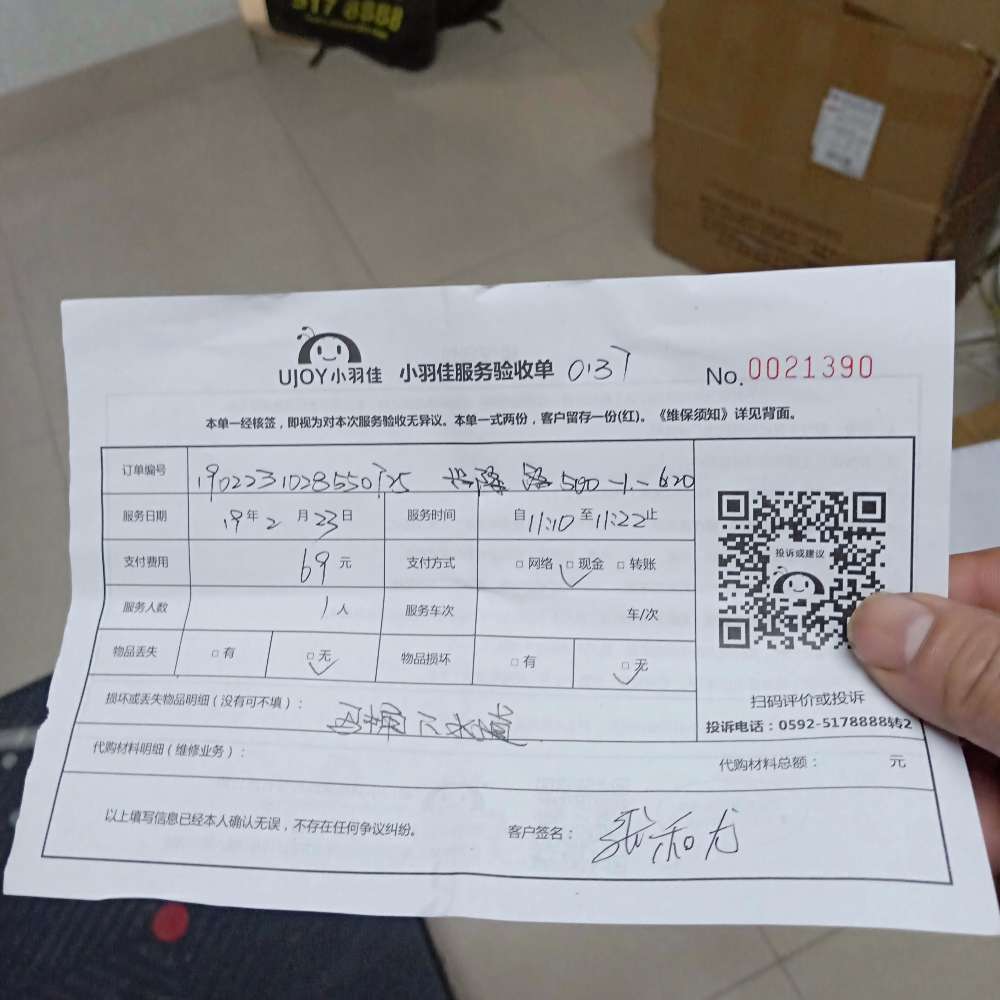 517 8888
UJOY小羽佳 小羽佳服务验收单 0137 No.0021390
本单一经核签，即视为对本次服务验收无异议。本单一式两份，客户留存一份(红)。《维保须知》详见背面。
订单编号 1902231028550725 500-1-620
服务日期 19年2月23日 服务时间 自11:10至11:22止
支付费用 69元 支付方式 □网络 □现金 □转账
服务人数 1人 服务车次 车/次
物品丢失 □有 □无 物品损坏 □有 □无
投诉或建议
扫码评价或投诉
投诉电话：0592-5178888转2
损坏或丢失物品明细（没有可不填）：
代购材料明细（维修业务）： 代购材料总额： 元
以上填写信息已经本人确认无误，不存在任何争议纠纷。 客户签名：